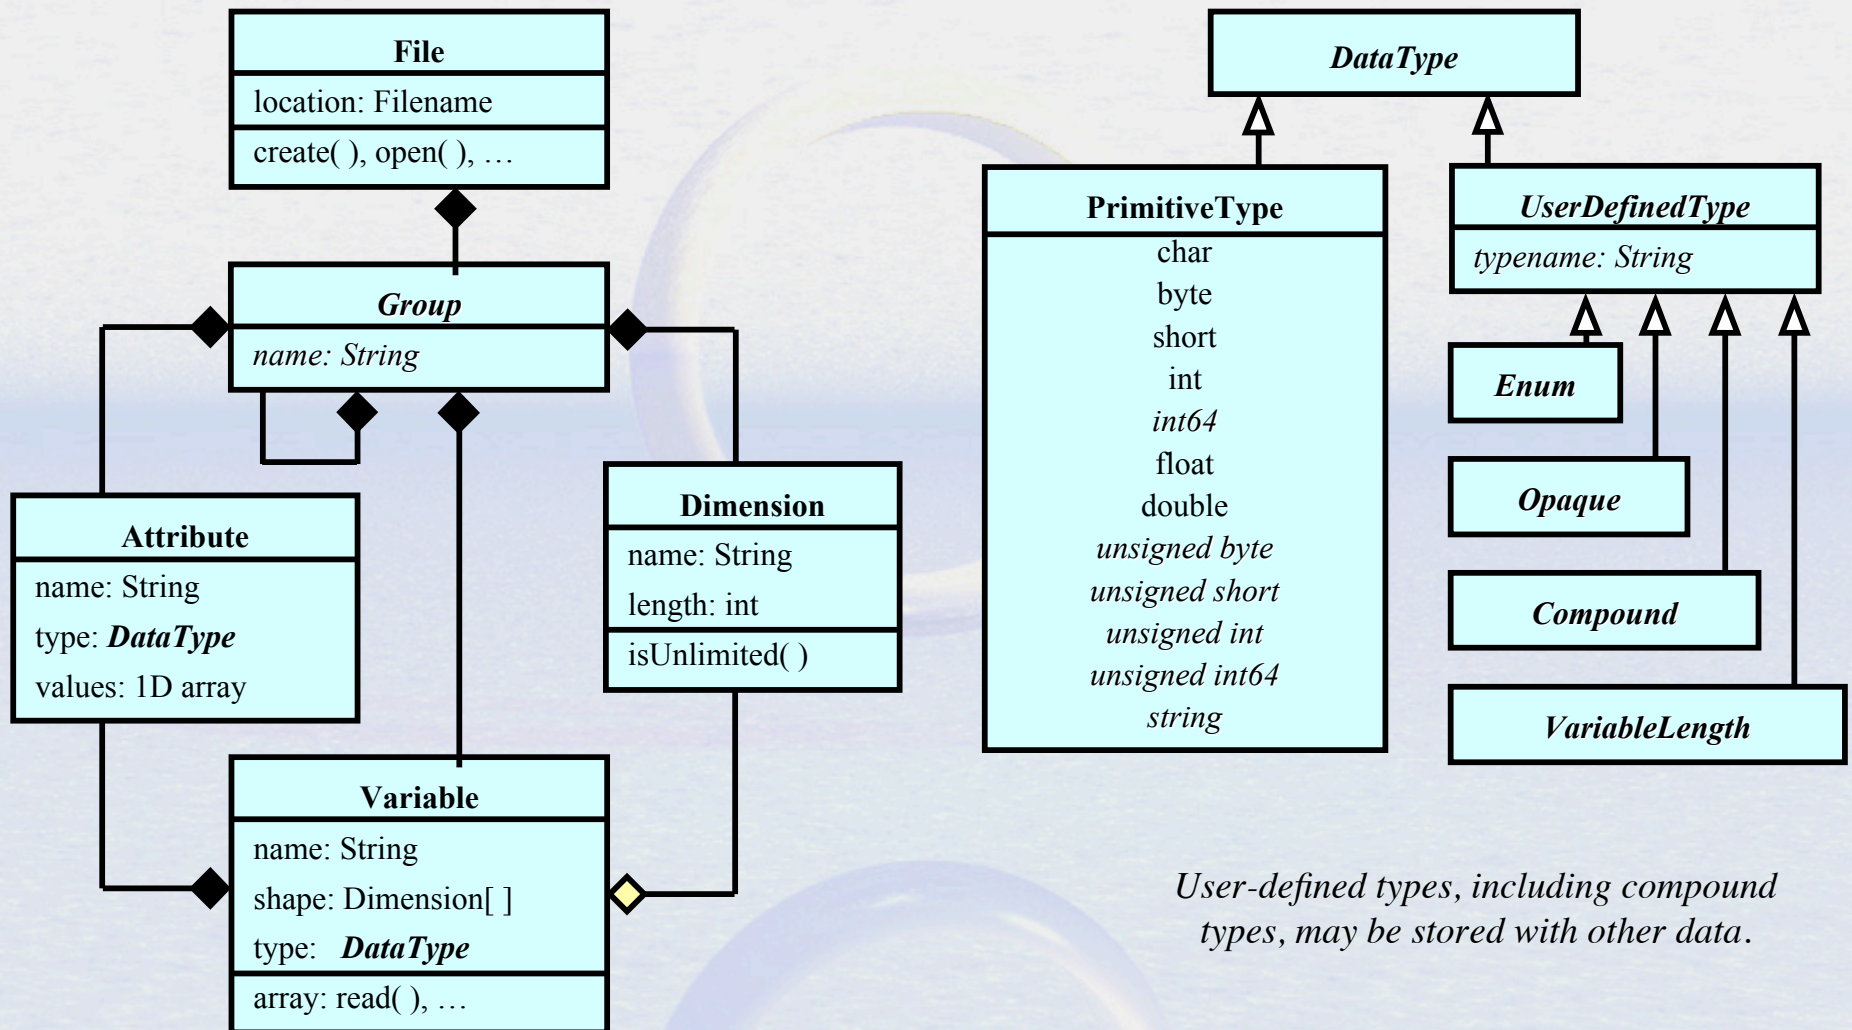 File
location: Filename
create( ), open( ), …
Group
name: String
Attribute
name: String
type: DataType
values: 1D array
Dimension
name: String
length: int
isUnlimited( )
Variable
name: String
shape: Dimension[ ]
type: DataType
array: read( ), …
DataType
PrimitiveType
char
byte
short
int
int64
float
double
unsigned byte
unsigned short
unsigned int
unsigned int64
string
UserDefinedType
typename: String
Enum
Opaque
Compound
VariableLength
User-defined types, including compound
types, may be stored with other data.